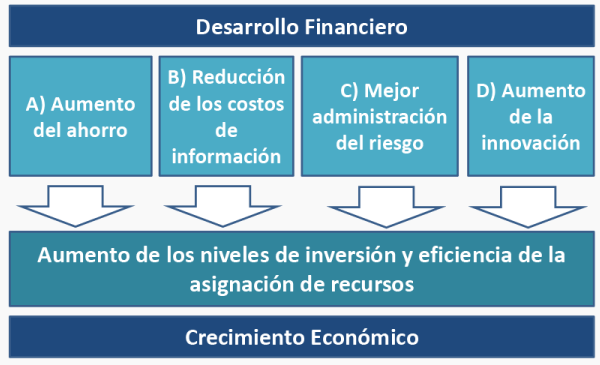 Desarrollo Financiero
A) Aumento
del ahorro
B) Reducción
de los costos
de
información
C) Mejor
administración
del riesgo
D) Aumento
de la
innovación
Aumento de los niveles de inversión y eficiencia de la
asignación de recursos
Crecimiento Económico